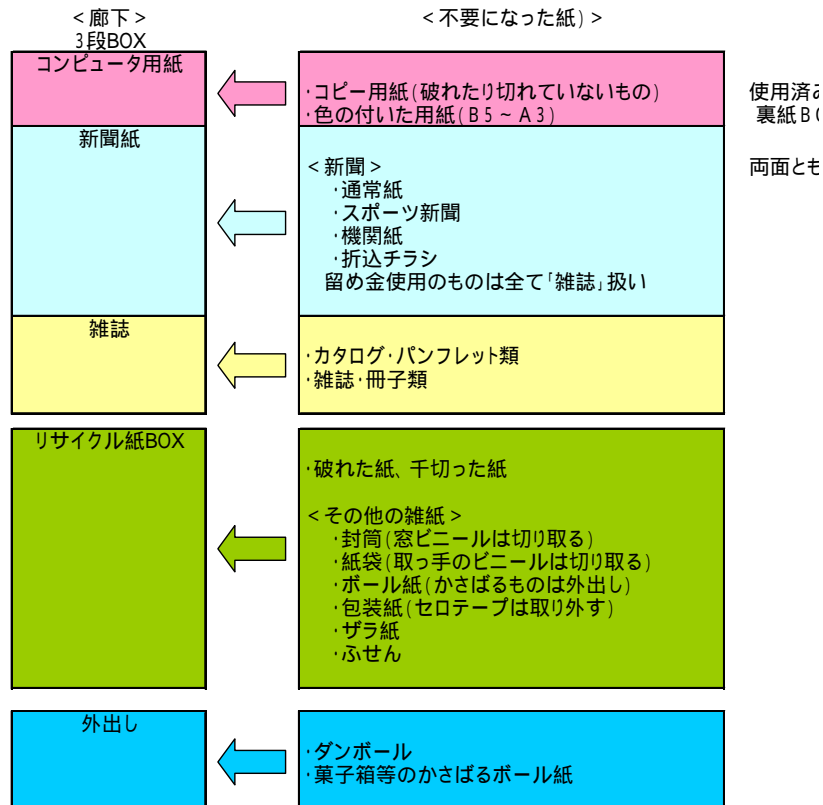 ＜廊下＞
3段BOX
＜不要になった紙)＞
コンピュータ用紙
･コピー用紙(破れたり切れていないもの)
･色の付いた用紙(B5～A3)
使用済み
裏紙BO
両面とも
新聞紙
＜新聞＞
･通常紙
･スポーツ新聞
･機関紙
･折込チラシ
留め金使用のものは全て｢雑誌｣扱い
雑誌
･カタログ･パンフレット類
･雑誌･冊子類
リサイクル紙BOX
･破れた紙、千切った紙
＜その他の雑紙＞
･封筒(窓ビニールは切り取る)
･紙袋(取っ手のビニールは切り取る)
･ボール紙(かさばるものは外出し)
･包装紙(セロテープは取り外す)
･ザラ紙
･ふせん
外出し
･ダンボール
･菓子箱等のかさばるボール紙